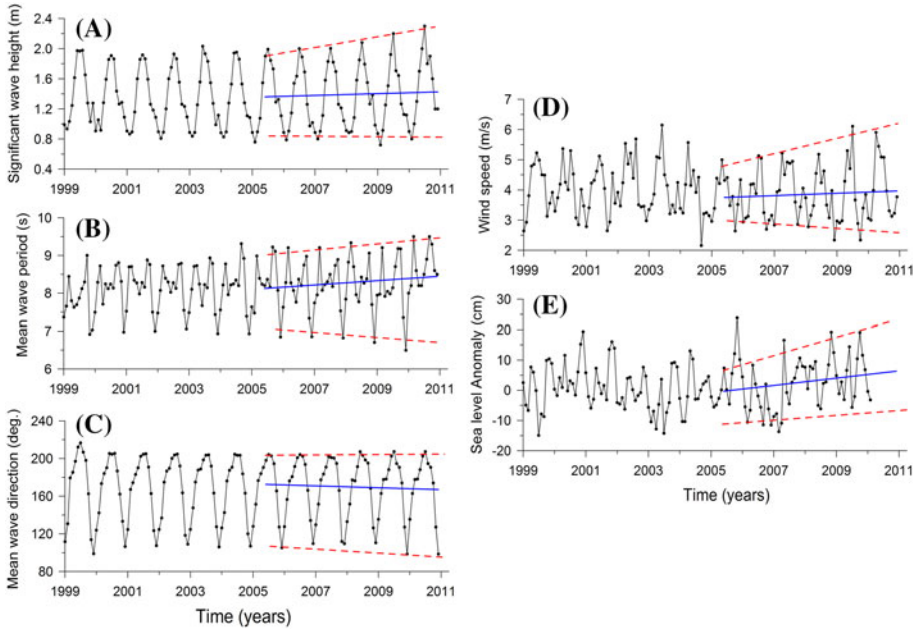 (A)
Significant wave height (m)
2.4
2.0
1.6
1.2
0.8
0.4
1999 2001 2003 2005 2007 2009 2011
(B)
Mean wave period (s)
10
9
8
7
6
1999 2001 2003 2005 2007 2009 2011
(C)
Mean wave direction (deg.)
240
200
160
120
80
1999 2001 2003 2005 2007 2009 2011
Time (years)
(D)
Wind speed (m/s)
7
6
5
4
3
2
1999 2001 2003 2005 2007 2009 2011
(E)
Sea level Anomaly (cm)
30
20
10
0
-10
-20
1999 2001 2003 2005 2007 2009 2011
Time (years)